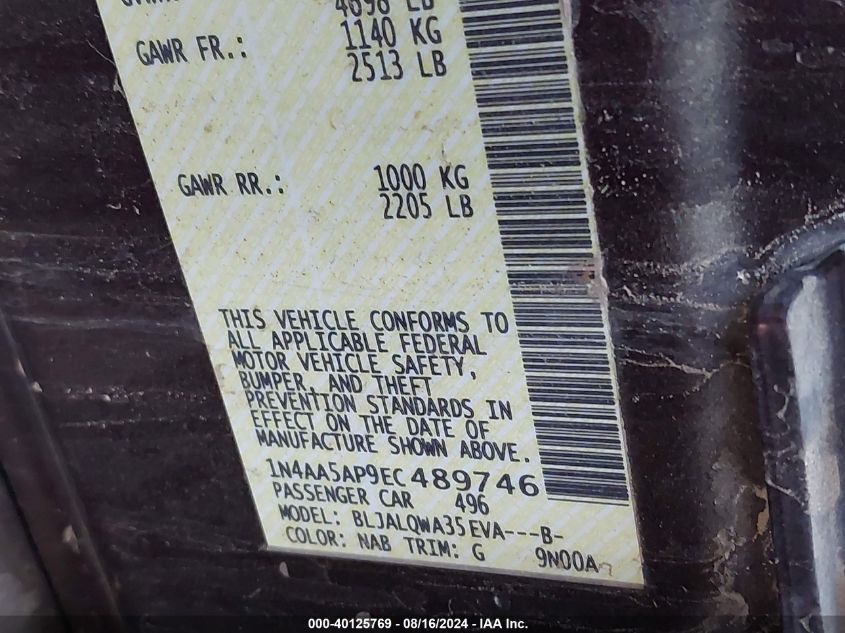 4698 LB
GAWR FR.: 1140 KG
2513 LB
GAWR RR.: 1000 KG
2205 LB
THIS VEHICLE CONFORMS TO
ALL APPLICABLE FEDERAL
MOTOR VEHICLE SAFETY,
BUMPER, AND THEFT
PREVENTION STANDARDS IN
EFFECT ON THE DATE OF
MANUFACTURE SHOWN ABOVE.
1N4AA5AP9EC489746
PASSENGER CAR 496
MODEL: BLJALQWA35EVA---B-
COLOR: NAB TRIM: G 9N00A
000-40125769 - 08/16/2024 - IAA Inc.